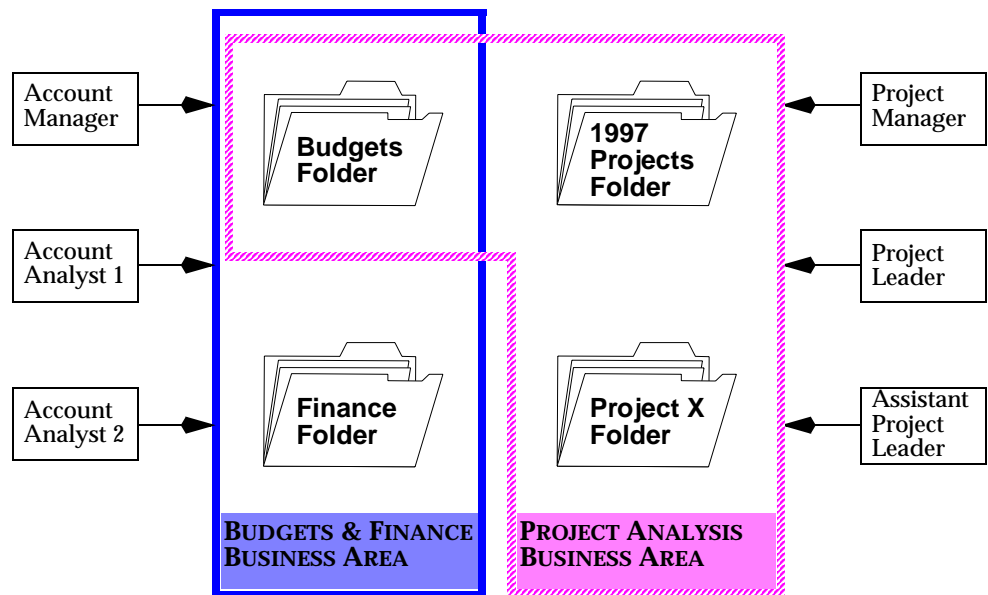 Account
Manager
Budgets
Folder
1997
Projects
Folder
Project
Manager
Account
Analyst 1
Project
Leader
Account
Analyst 2
Finance
Folder
Project X
Folder
Assistant
Project
Leader
BUDGETS & FINANCE
BUSINESS AREA
PROJECT ANALYSIS
BUSINESS AREA